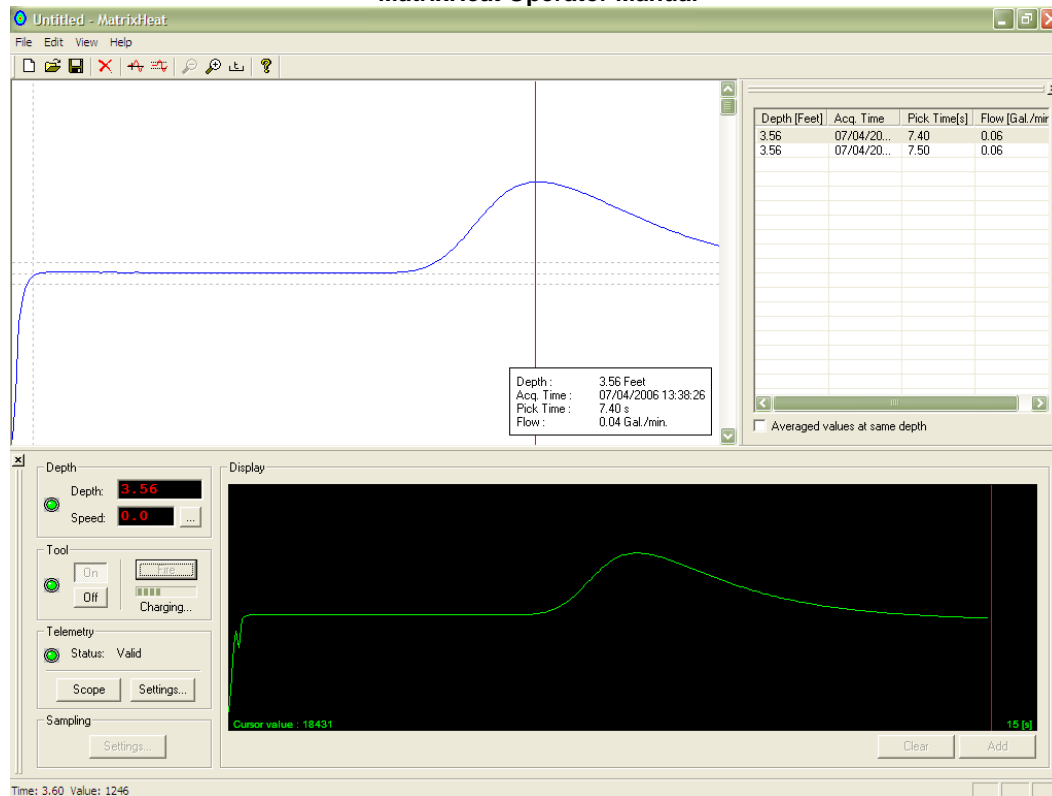 MatrixHeat Operator Manual
Untitled - MatrixHeat
File Edit View Help
Depth [Feet] Acq. Time Pick Time[s] Flow [Gal./min
3.56 07/04/20... 7.40 0.06
3.56 07/04/20... 7.50 0.06
Depth : 3.56 Feet
Acq. Time : 07/04/2006 13:38:26
Pick Time : 7.40 s
Flow : 0.04 Gal./min.
Averaged values at same depth
Depth
Depth: 3.56
Speed: 0.0 ...
Tool
On Fire
Off Charging...
Telemetry
Status: Valid
Scope Settings...
Sampling
Settings...
Display
Cursor value : 18431 15 [s]
Clear Add
Time: 3.60 Value: 1246